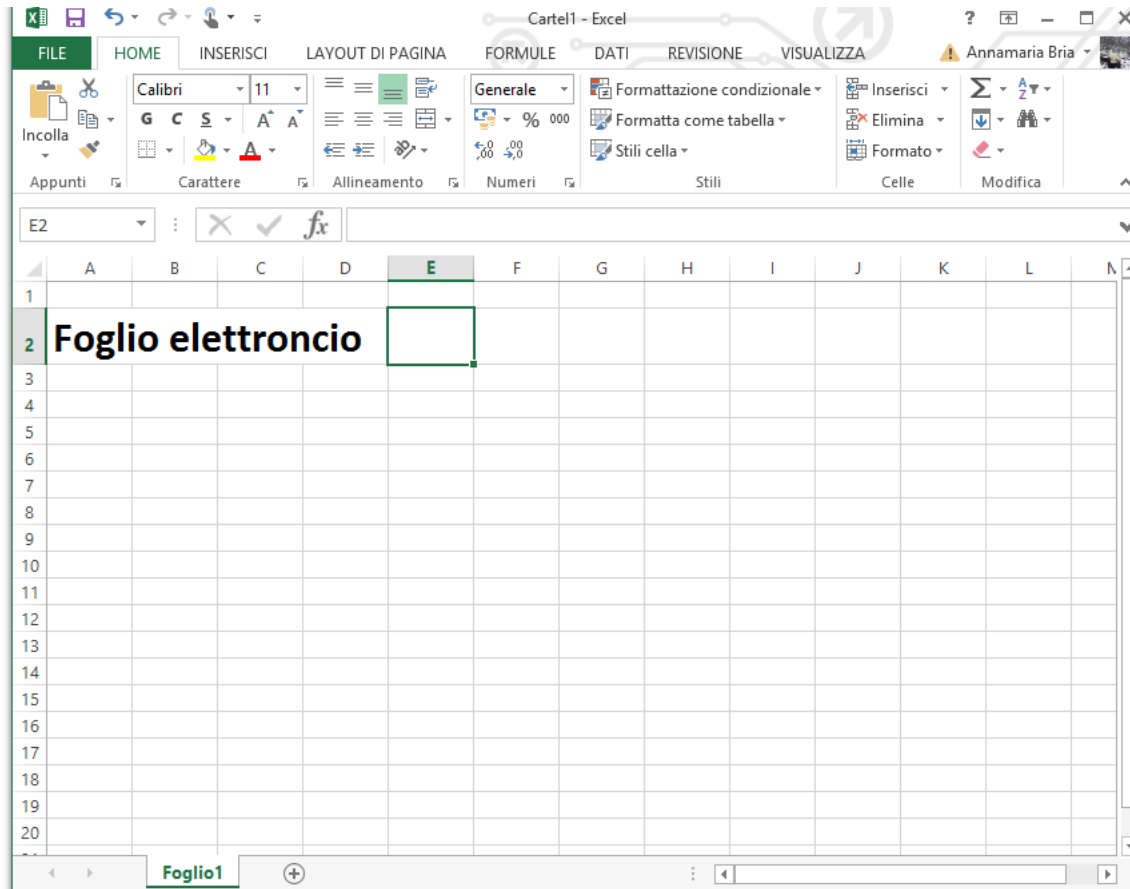 Cartel1 - Excel
?
FILE HOME INSERISCI LAYOUT DI PAGINA FORMULE DATI REVISIONE VISUALIZZA Annamaria Bria
Incolla
Calibri 11
G C S A A
A
Generale
% 000
Formattazione condizionale
Formatta come tabella
Stili cella
Inserisci
Elimina
Formato
Appunti Carattere Allineamento Numeri Stili Celle Modifica
E2 fx
A B C D E F G H I J K L
1
2 Foglio elettroncio
3
4
5
6
7
8
9
10
11
12
13
14
15
16
17
18
19
20
Foglio1